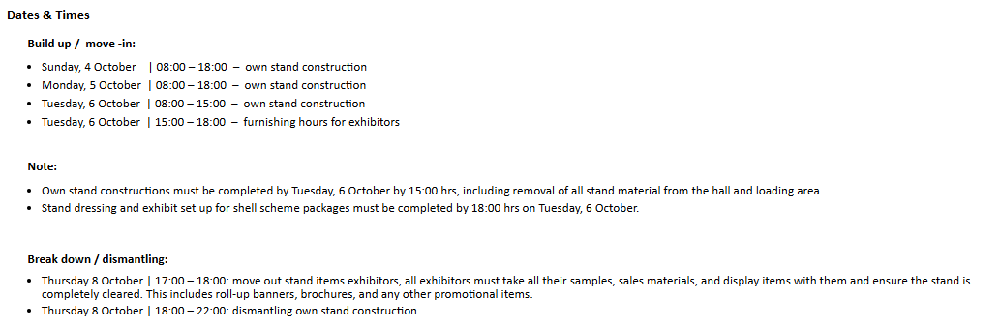 Dates & Times
Build up / move -in:
• Sunday, 4 October | 08:00 – 18:00 – own stand construction
• Monday, 5 October | 08:00 – 18:00 – own stand construction
• Tuesday, 6 October | 08:00 – 15:00 – own stand construction
• Tuesday, 6 October | 15:00 – 18:00 – furnishing hours for exhibitors
Note:
• Own stand constructions must be completed by Tuesday, 6 October by 15:00 hrs, including removal of all stand material from the hall and loading area.
• Stand dressing and exhibit set up for shell scheme packages must be completed by 18:00 hrs on Tuesday, 6 October.
Break down / dismantling:
• Thursday 8 October | 17:00 – 18:00: move out stand items exhibitors, all exhibitors must take all their samples, sales materials, and display items with them and ensure the stand is
completely cleared. This includes roll-up banners, brochures, and any other promotional items.
• Thursday 8 October | 18:00 – 22:00: dismantling own stand construction.